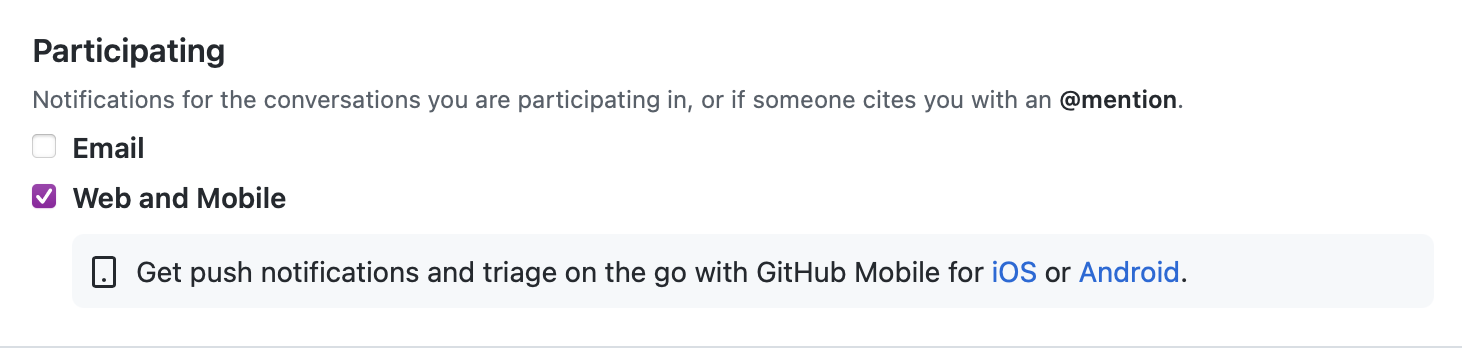 Participating
Notifications for the conversations you are participating in, or if someone cites you with an @mention.
Email
Web and Mobile
Get push notifications and triage on the go with GitHub Mobile for iOS or Android.